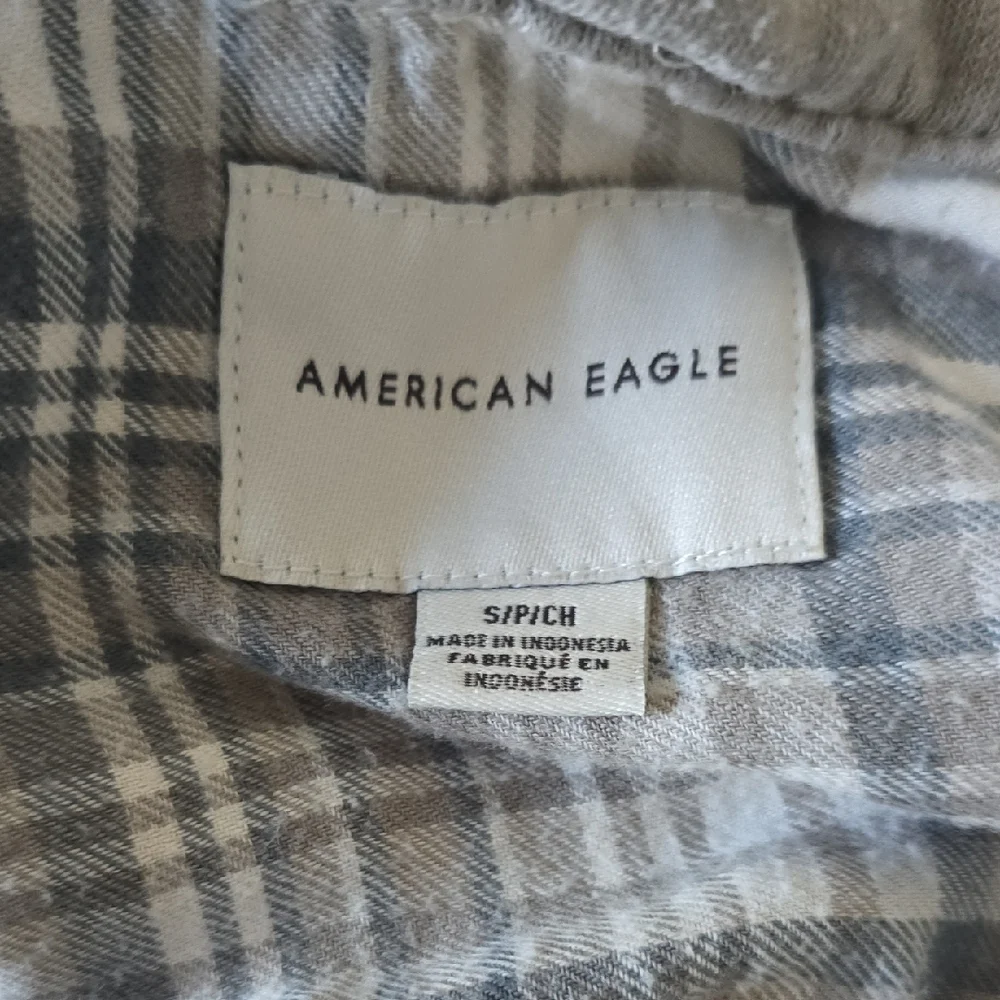 AMERICAN EAGLE
S/P/CH
MADE IN INDONESIA
FABRIQUÉ EN
INDONÉSIE